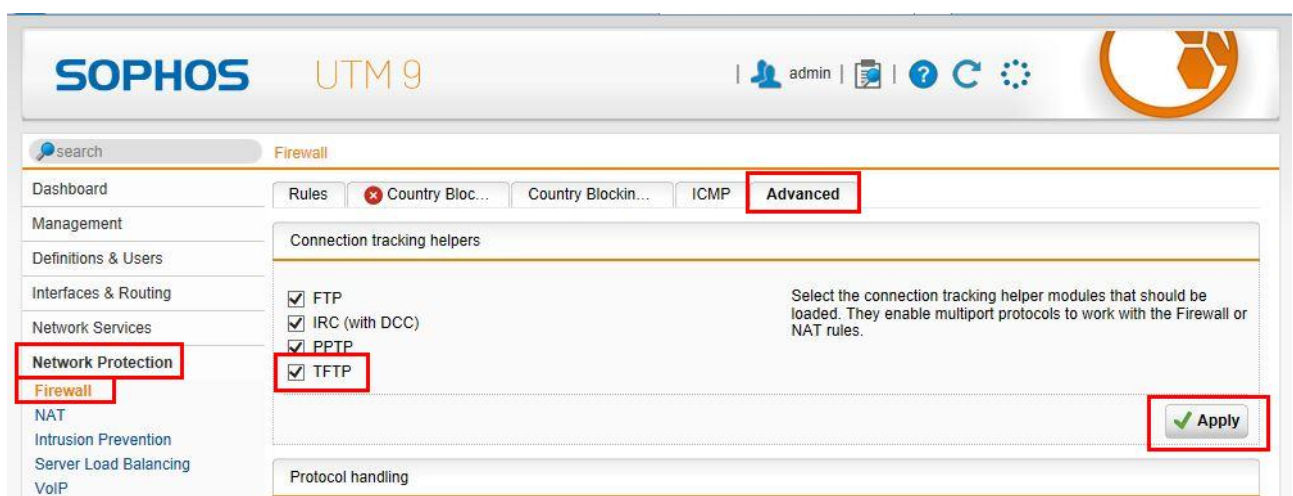 SOPHOS UTM 9
| admin | | ?
search
Firewall
Dashboard
Management
Definitions & Users
Interfaces & Routing
Network Services
Network Protection
Firewall
NAT
Intrusion Prevention
Server Load Balancing
VoIP
Rules
Country Bloc...
Country Blockin...
ICMP
Advanced
Connection tracking helpers
FTP
IRC (with DCC)
PPTP
TFTP
Select the connection tracking helper modules that should be
loaded. They enable multiport protocols to work with the Firewall or
NAT rules.
Apply
Protocol handling